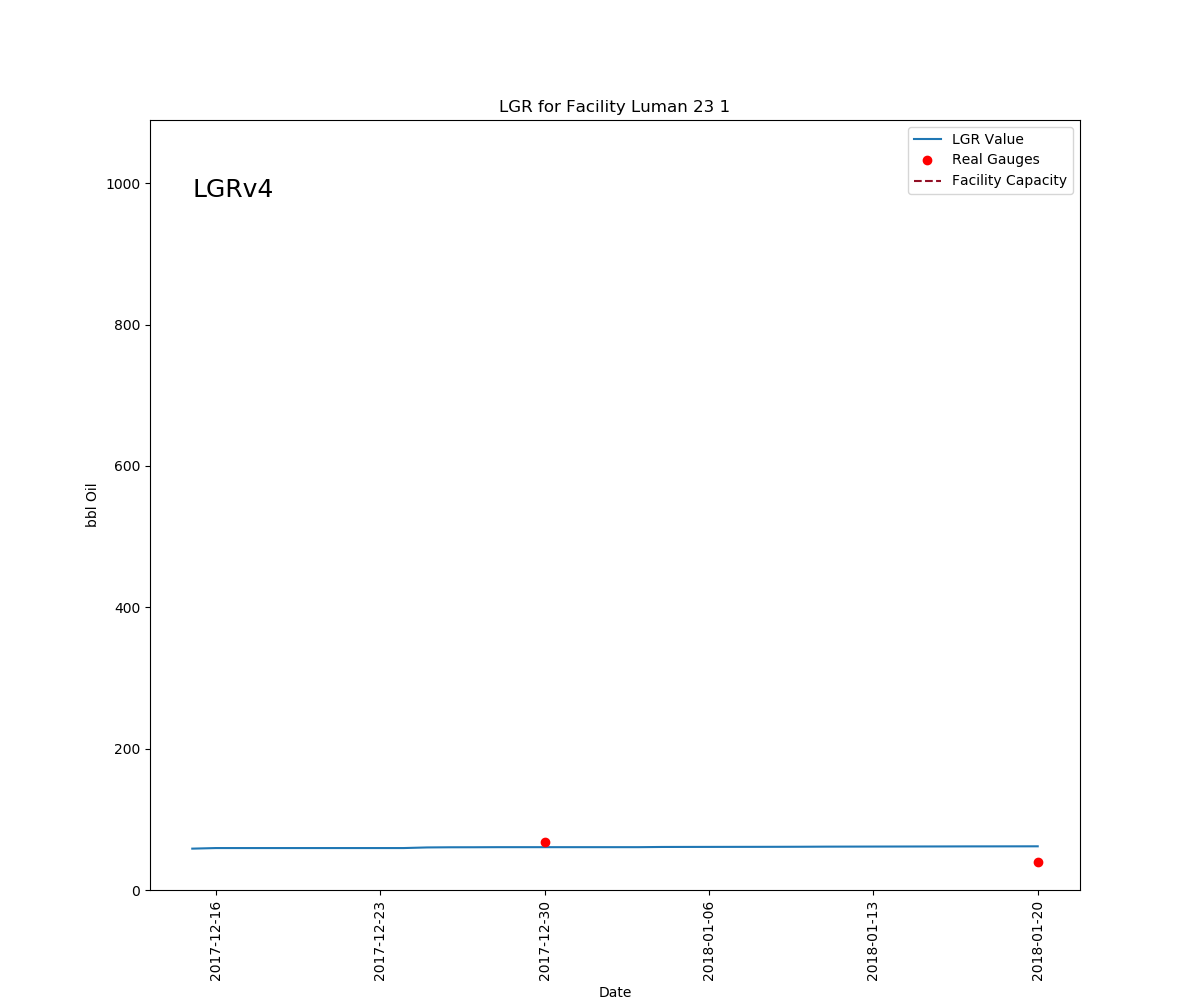 LGR for Facility Luman 23 1
LGR Value
Real Gauges
Facility Capacity
LGRv4
1000
800
600
400
200
0
bbl Oil
2017-12-16
2017-12-23
2017-12-30
2018-01-06
2018-01-13
2018-01-20
Date